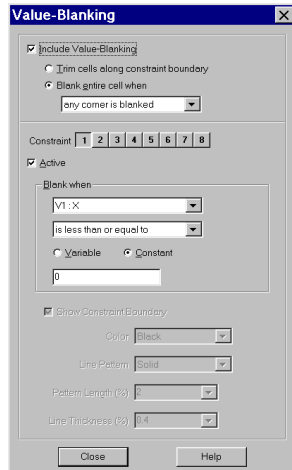 Value-Blanking
Include Value-Blanking
Trim cells along constraint boundary
Blank entire cell when
any corner is blanked
Constraint 1 2 3 4 5 6 7 8
Active
Blank when
V1: X
is less than or equal to
Variable Constant
0
Show Constraint Boundary
Color Black
Line Pattern Solid
Pattern Length (%) 2
Line Thickness (%) 0.4
Close Help